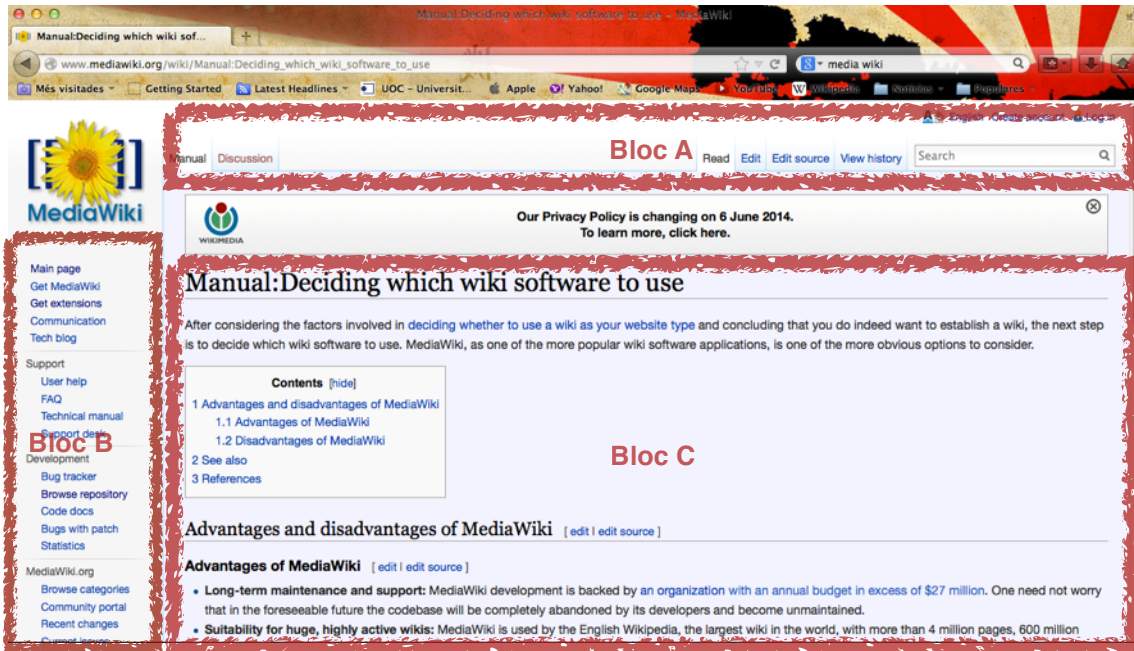 Manual:Deciding which wiki software to use – MediaWiki
Manual:Deciding which wiki sof...
www.mediawiki.org/wiki/Manual:Deciding_which_wiki_software_to_use
media wiki
Més visitades Getting Started Latest Headlines UOC – Universit... Apple Yahoo! Google Maps YouTube Wikipedia Noticias Populares
English Create account Log in
Manual Discussion Bloc A Read Edit Edit source View history Search
MediaWiki
WIKIMEDIA
Our Privacy Policy is changing on 6 June 2014.
To learn more, click here.
Main page
Get MediaWiki
Get extensions
Communication
Tech blog
Support
User help
FAQ
Technical manual
Support desk
Bloc B
Development
Bug tracker
Browse repository
Code docs
Bugs with patch
Statistics
MediaWiki.org
Browse categories
Community portal
Recent changes
Current issues
Manual:Deciding which wiki software to use
After considering the factors involved in deciding whether to use a wiki as your website type and concluding that you do indeed want to establish a wiki, the next step
is to decide which wiki software to use. MediaWiki, as one of the more popular wiki software applications, is one of the more obvious options to consider.
Contents [hide]
1 Advantages and disadvantages of MediaWiki
1.1 Advantages of MediaWiki
1.2 Disadvantages of MediaWiki
2 See also
3 References
Bloc C
Advantages and disadvantages of MediaWiki [ edit | edit source ]
Advantages of MediaWiki [ edit | edit source ]
• Long-term maintenance and support: MediaWiki development is backed by an organization with an annual budget in excess of $27 million. One need not worry
that in the foreseeable future the codebase will be completely abandoned by its developers and become unmaintained.
• Suitability for huge, highly active wikis: MediaWiki is used by the English Wikipedia, the largest wiki in the world, with more than 4 million pages, 600 million